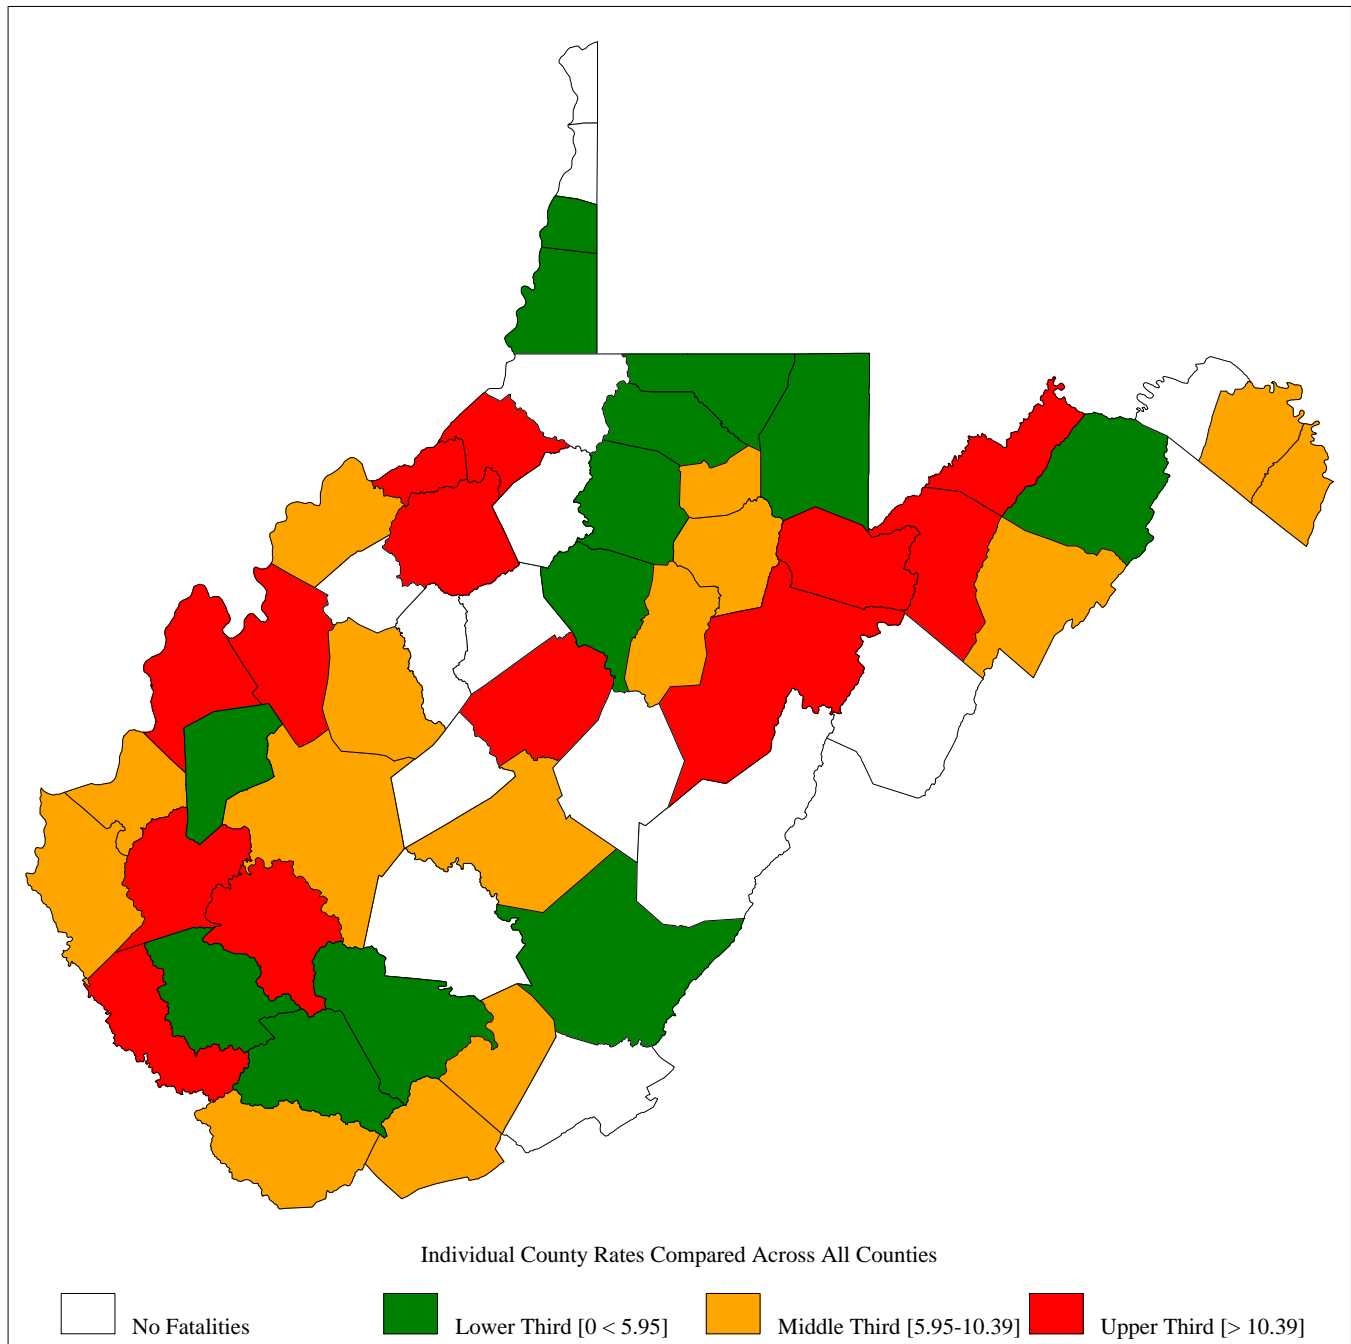 Individual County Rates Compared Across All Counties
No Fatalities Lower Third [0 < 5.95] Middle Third [5.95-10.39] Upper Third [> 10.39]